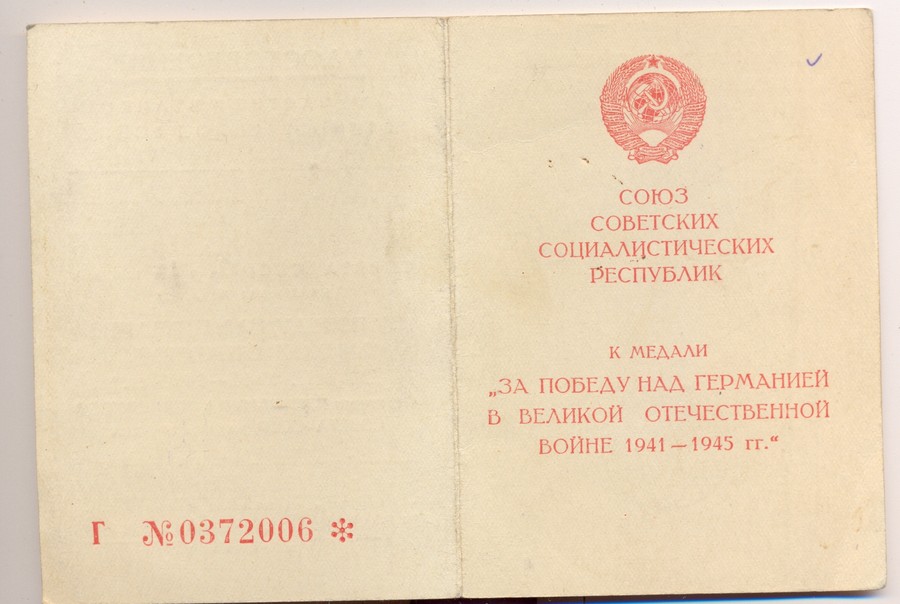 Г №0372006 *
СОЮЗ
СОВЕТСКИХ
СОЦИАЛИСТИЧЕСКИХ
РЕСПУБЛИК
К МЕДАЛИ
„ЗА ПОБЕДУ НАД ГЕРМАНИЕЙ
В ВЕЛИКОЙ ОТЕЧЕСТВЕННОЙ
ВОЙНЕ 1941—1945 гг.“